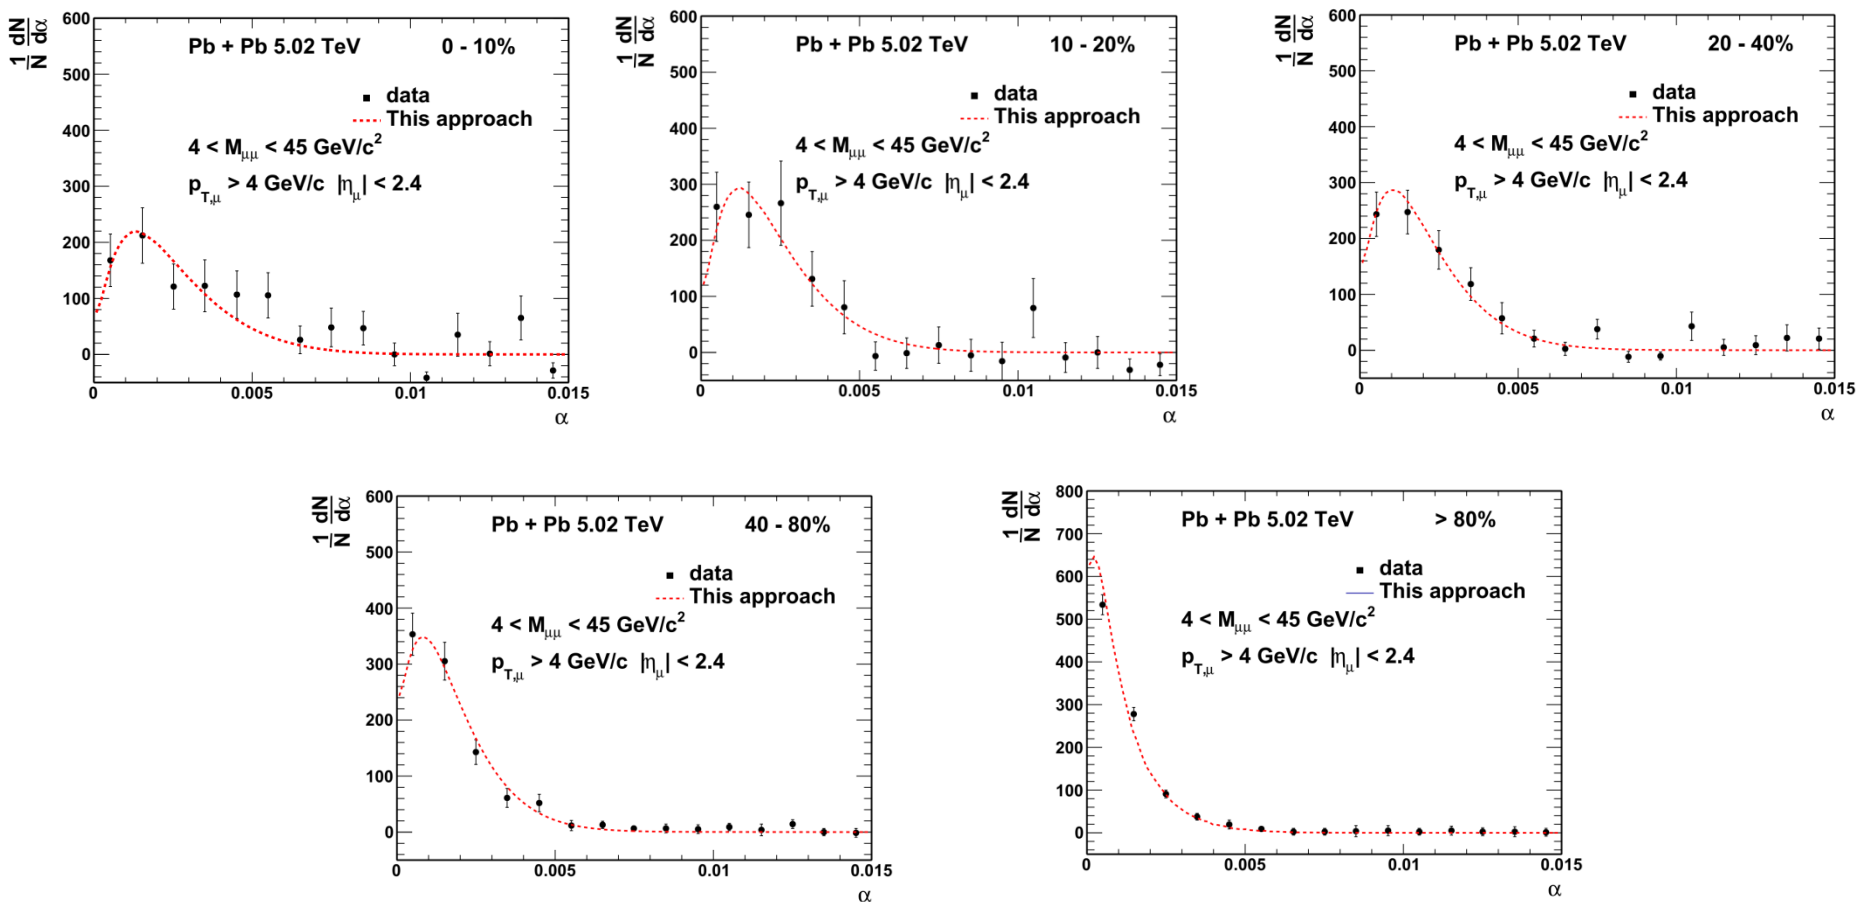 1/N dN/dα
Pb + Pb 5.02 TeV 0 - 10%
data
This approach
4 < Mμμ < 45 GeV/c²
pT,μ > 4 GeV/c |ημ| < 2.4
600
500
400
300
200
100
0
0 0.005 0.01 0.015
α
1/N dN/dα
Pb + Pb 5.02 TeV 10 - 20%
data
This approach
4 < Mμμ < 45 GeV/c²
pT,μ > 4 GeV/c |ημ| < 2.4
600
500
400
300
200
100
0
0 0.005 0.01 0.015
α
1/N dN/dα
Pb + Pb 5.02 TeV 20 - 40%
data
This approach
4 < Mμμ < 45 GeV/c²
pT,μ > 4 GeV/c |ημ| < 2.4
600
500
400
300
200
100
0
0 0.005 0.01 0.015
α
1/N dN/dα
Pb + Pb 5.02 TeV 40 - 80%
data
This approach
4 < Mμμ < 45 GeV/c²
pT,μ > 4 GeV/c |ημ| < 2.4
600
500
400
300
200
100
0
0 0.005 0.01 0.015
α
1/N dN/dα
Pb + Pb 5.02 TeV > 80%
data
This approach
4 < Mμμ < 45 GeV/c²
pT,μ > 4 GeV/c |ημ| < 2.4
800
700
600
500
400
300
200
100
0
0 0.005 0.01 0.015
α